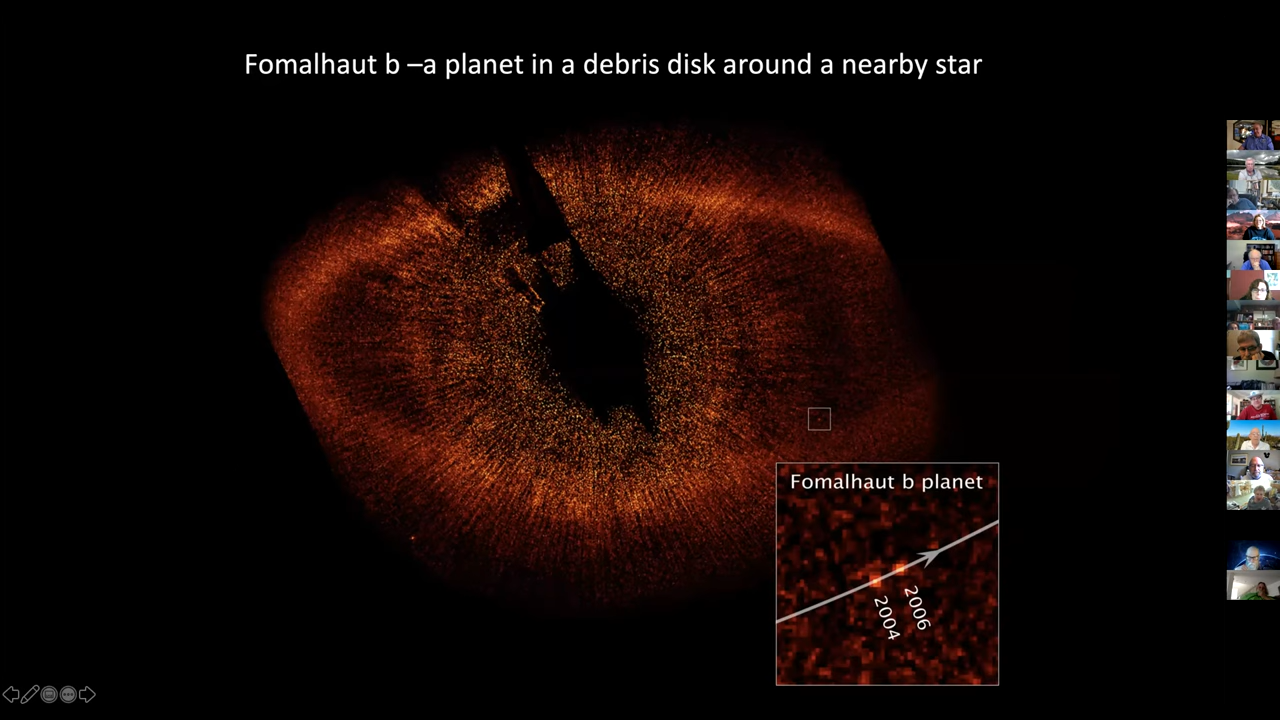 Fomalhaut b –a planet in a debris disk around a nearby star
Fomalhaut b planet
2004
2006